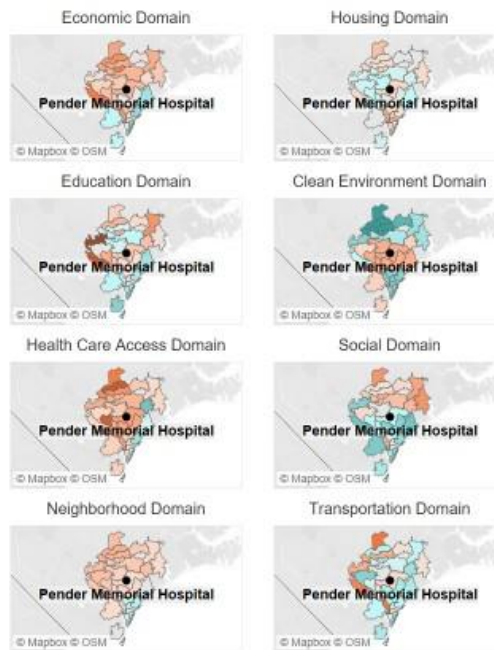 Economic Domain
Housing Domain
Pender Memorial Hospital
Pender Memorial Hospital
© Mapbox © OSM
© Mapbox © OSM
Education Domain
Clean Environment Domain
Pender Memorial Hospital
Pender Memorial Hospital
© Mapbox © OSM
© Mapbox © OSM
Health Care Access Domain
Social Domain
Pender Memorial Hospital
Pender Memorial Hospital
© Mapbox © OSM
© Mapbox © OSM
Neighborhood Domain
Transportation Domain
Pender Memorial Hospital
Pender Memorial Hospital
© Mapbox © OSM
© Mapbox © OSM